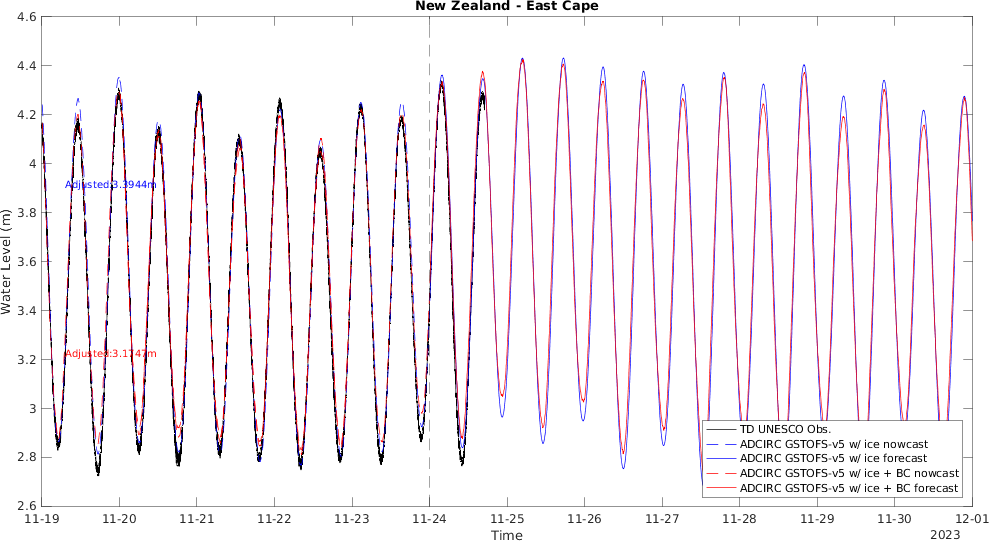 New Zealand - East Cape
4.6
4.4
4.2
4
3.8
3.6
3.4
3.2
3
2.8
2.6
Water Level (m)
Adjusted:3.3944m
Adjusted:3.1747m
TD UNESCO Obs.
ADCIRC GSTOFS-v5 w/ ice nowcast
ADCIRC GSTOFS-v5 w/ ice forecast
ADCIRC GSTOFS-v5 w/ ice + BC nowcast
ADCIRC GSTOFS-v5 w/ ice + BC forecast
11-19 11-20 11-21 11-22 11-23 11-24 11-25 11-26 11-27 11-28 11-29 11-30 12-01
Time
2023